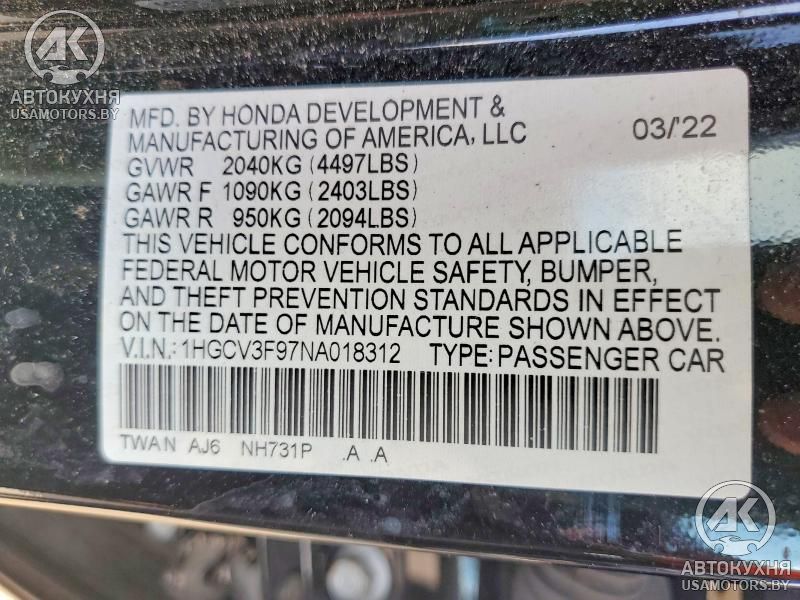 AK
АВТОКУХНЯ
USAMOTORS.BY
MFD. BY HONDA DEVELOPMENT &
MANUFACTURING OF AMERICA, LLC 03/'22
GVWR 2040KG (4497LBS)
GAWR F 1090KG (2403LBS)
GAWR R 950KG (2094LBS)
THIS VEHICLE CONFORMS TO ALL APPLICABLE
FEDERAL MOTOR VEHICLE SAFETY, BUMPER,
AND THEFT PREVENTION STANDARDS IN EFFECT
ON THE DATE OF MANUFACTURE SHOWN ABOVE.
V.I.N.: 1HGCV3F97NA018312 TYPE: PASSENGER CAR
TWAN AJ6 NH731P .A .A
AK
АВТОКУХНЯ
USAMOTORS.BY